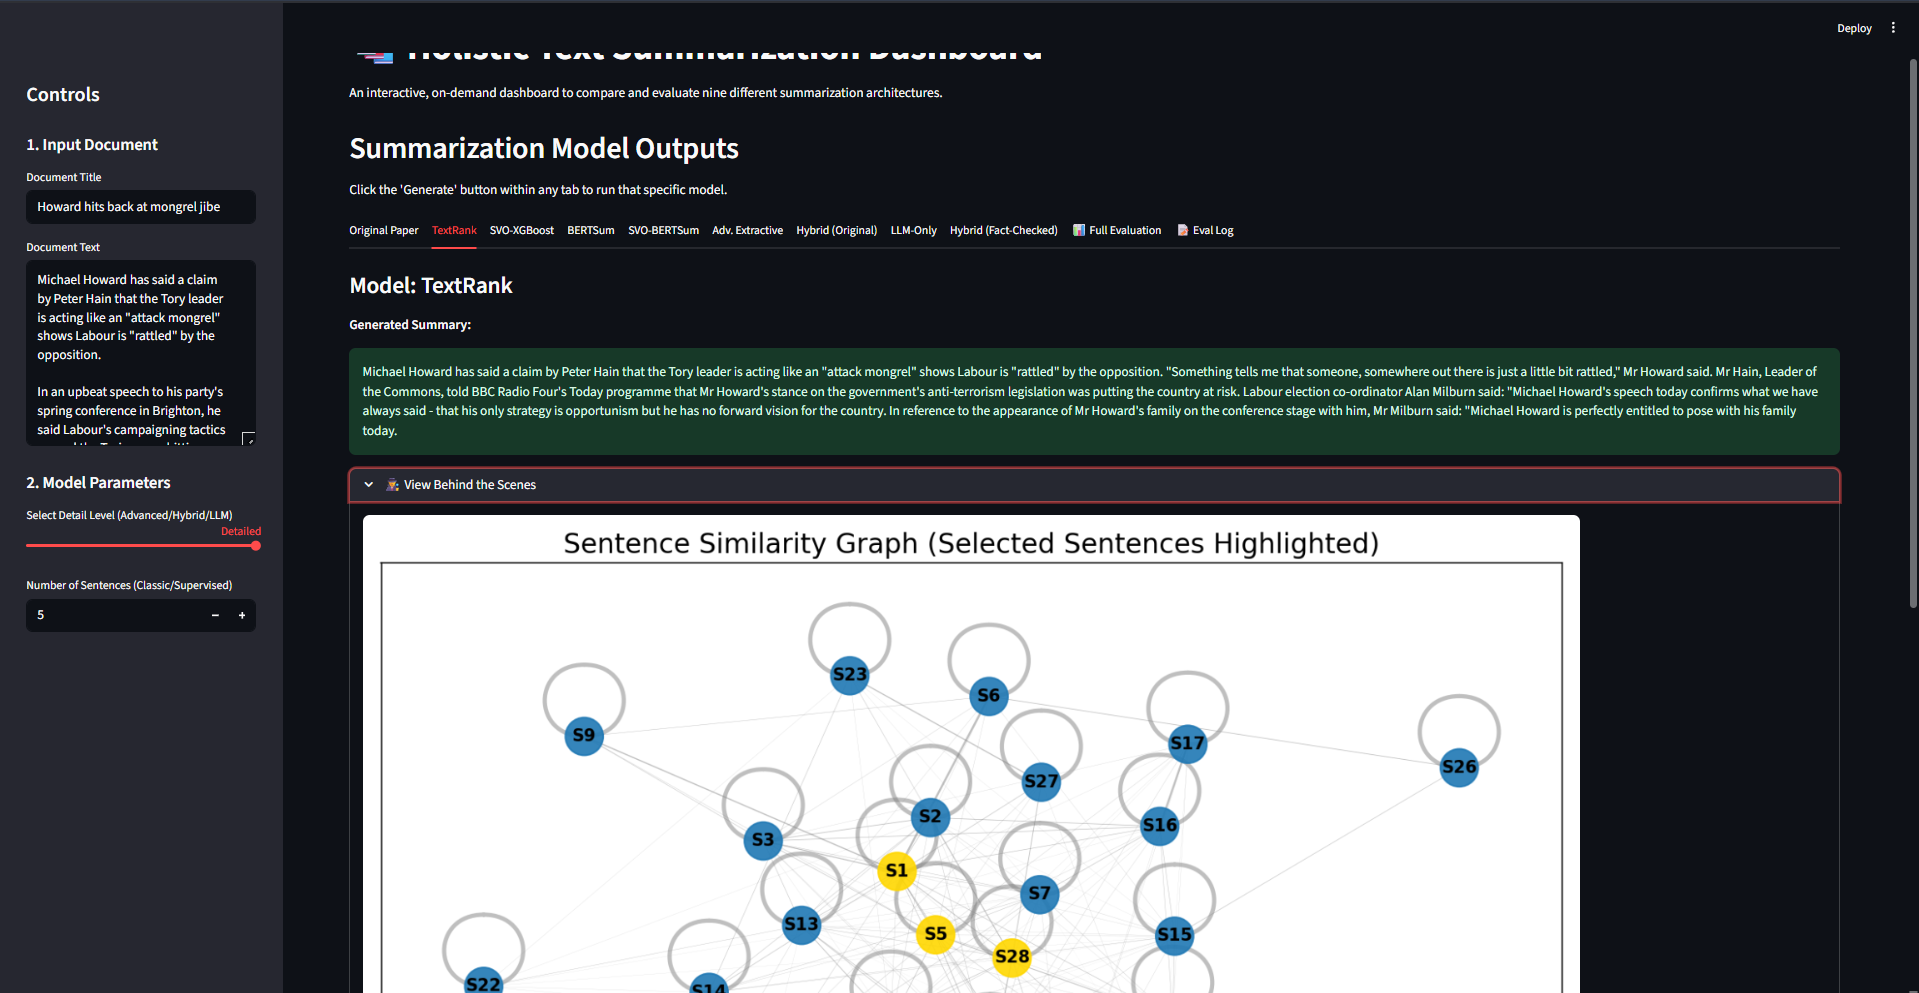 Deploy
Holistic Text Summarization Dashboard
An interactive, on-demand dashboard to compare and evaluate nine different summarization architectures.
Controls
1. Input Document
Document Title
Howard hits back at mongrel jibe
Document Text
Michael Howard has said a claim
by Peter Hain that the Tory leader
is acting like an "attack mongrel"
shows Labour is "rattled" by the
opposition.
In an upbeat speech to his party's
spring conference in Brighton, he
said Labour's campaigning tactics
2. Model Parameters
Select Detail Level (Advanced/Hybrid/LLM)
Detailed
Number of Sentences (Classic/Supervised)
5 − +
Summarization Model Outputs
Click the 'Generate' button within any tab to run that specific model.
Original Paper TextRank SVO-XGBoost BERTSum SVO-BERTSum Adv. Extractive Hybrid (Original) LLM-Only Hybrid (Fact-Checked) Full Evaluation Eval Log
Model: TextRank
Generated Summary:
Michael Howard has said a claim by Peter Hain that the Tory leader is acting like an "attack mongrel" shows Labour is "rattled" by the opposition. "Something tells me that someone, somewhere out there is just a little bit rattled," Mr Howard said. Mr Hain, Leader of
the Commons, told BBC Radio Four's Today programme that Mr Howard's stance on the government's anti-terrorism legislation was putting the country at risk. Labour election co-ordinator Alan Milburn said: "Michael Howard's speech today confirms what we have
always said - that his only strategy is opportunism but he has no forward vision for the country. In reference to the appearance of Mr Howard's family on the conference stage with him, Mr Milburn said: "Michael Howard is perfectly entitled to pose with his family
today.
View Behind the Scenes
Sentence Similarity Graph (Selected Sentences Highlighted)
S23
S6
S9
S17
S26
S27
S2
S16
S3
S1
S7
S13
S5
S15
S28
S22
S14